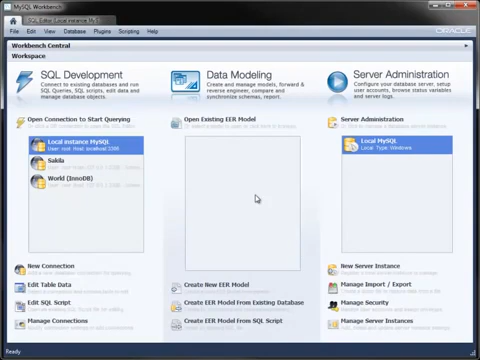 MySQL Workbench
SQL Editor (Local instance My
File Edit View Database Plugins Scripting Help
ORACLE
Workbench Central
Workspace
SQL Development
Connect to existing databases and run
SQL Queries, SQL scripts, edit data and
manage database objects.
Open Connection to Start Querying
Local instance MySQL
User: root Host: localhost:3306
Sakila
World (InnoDB)
New Connection
Edit Table Data
Edit SQL Script
Manage Connections
Data Modeling
Create and manage models, forward &
reverse engineer, compare and
synchronize schemas, report.
Open Existing EER Model
Create New EER Model
Create EER Model From Existing Database
Create EER Model From SQL Script
Server Administration
Configure your database server, setup
user accounts, browse status variables
and server logs.
Server Administration
Local MySQL
Local Type: Windows
New Server Instance
Manage Import / Export
Manage Security
Manage Server Instances
Ready